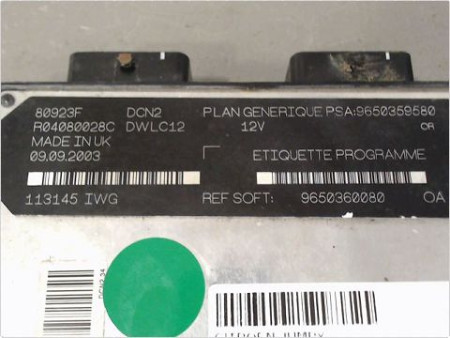 80923F DCN2 PLAN GENERIQUE PSA:9650359580
R04080028C DWLC12 12V OR
MADE IN UK
09.09.2003 ETIQUETTE PROGRAMME
113145 IWG REF SOFT: 9650360080 OA